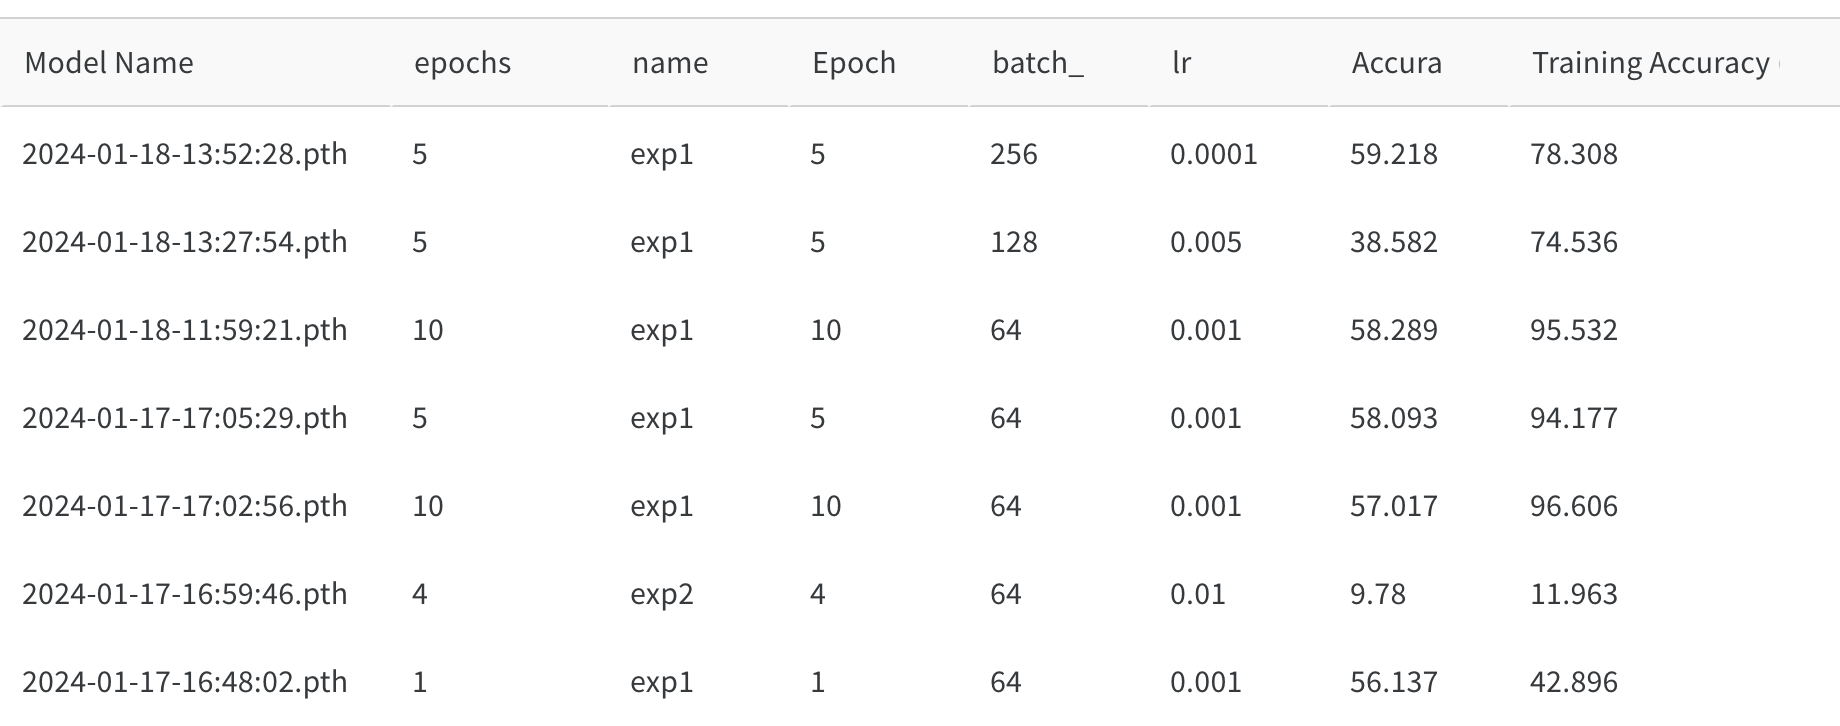 Model Name epochs name Epoch batch_ lr Accura Training Accuracy
2024-01-18-13:52:28.pth 5 exp1 5 256 0.0001 59.218 78.308
2024-01-18-13:27:54.pth 5 exp1 5 128 0.005 38.582 74.536
2024-01-18-11:59:21.pth 10 exp1 10 64 0.001 58.289 95.532
2024-01-17-17:05:29.pth 5 exp1 5 64 0.001 58.093 94.177
2024-01-17-17:02:56.pth 10 exp1 10 64 0.001 57.017 96.606
2024-01-17-16:59:46.pth 4 exp2 4 64 0.01 9.78 11.963
2024-01-17-16:48:02.pth 1 exp1 1 64 0.001 56.137 42.896